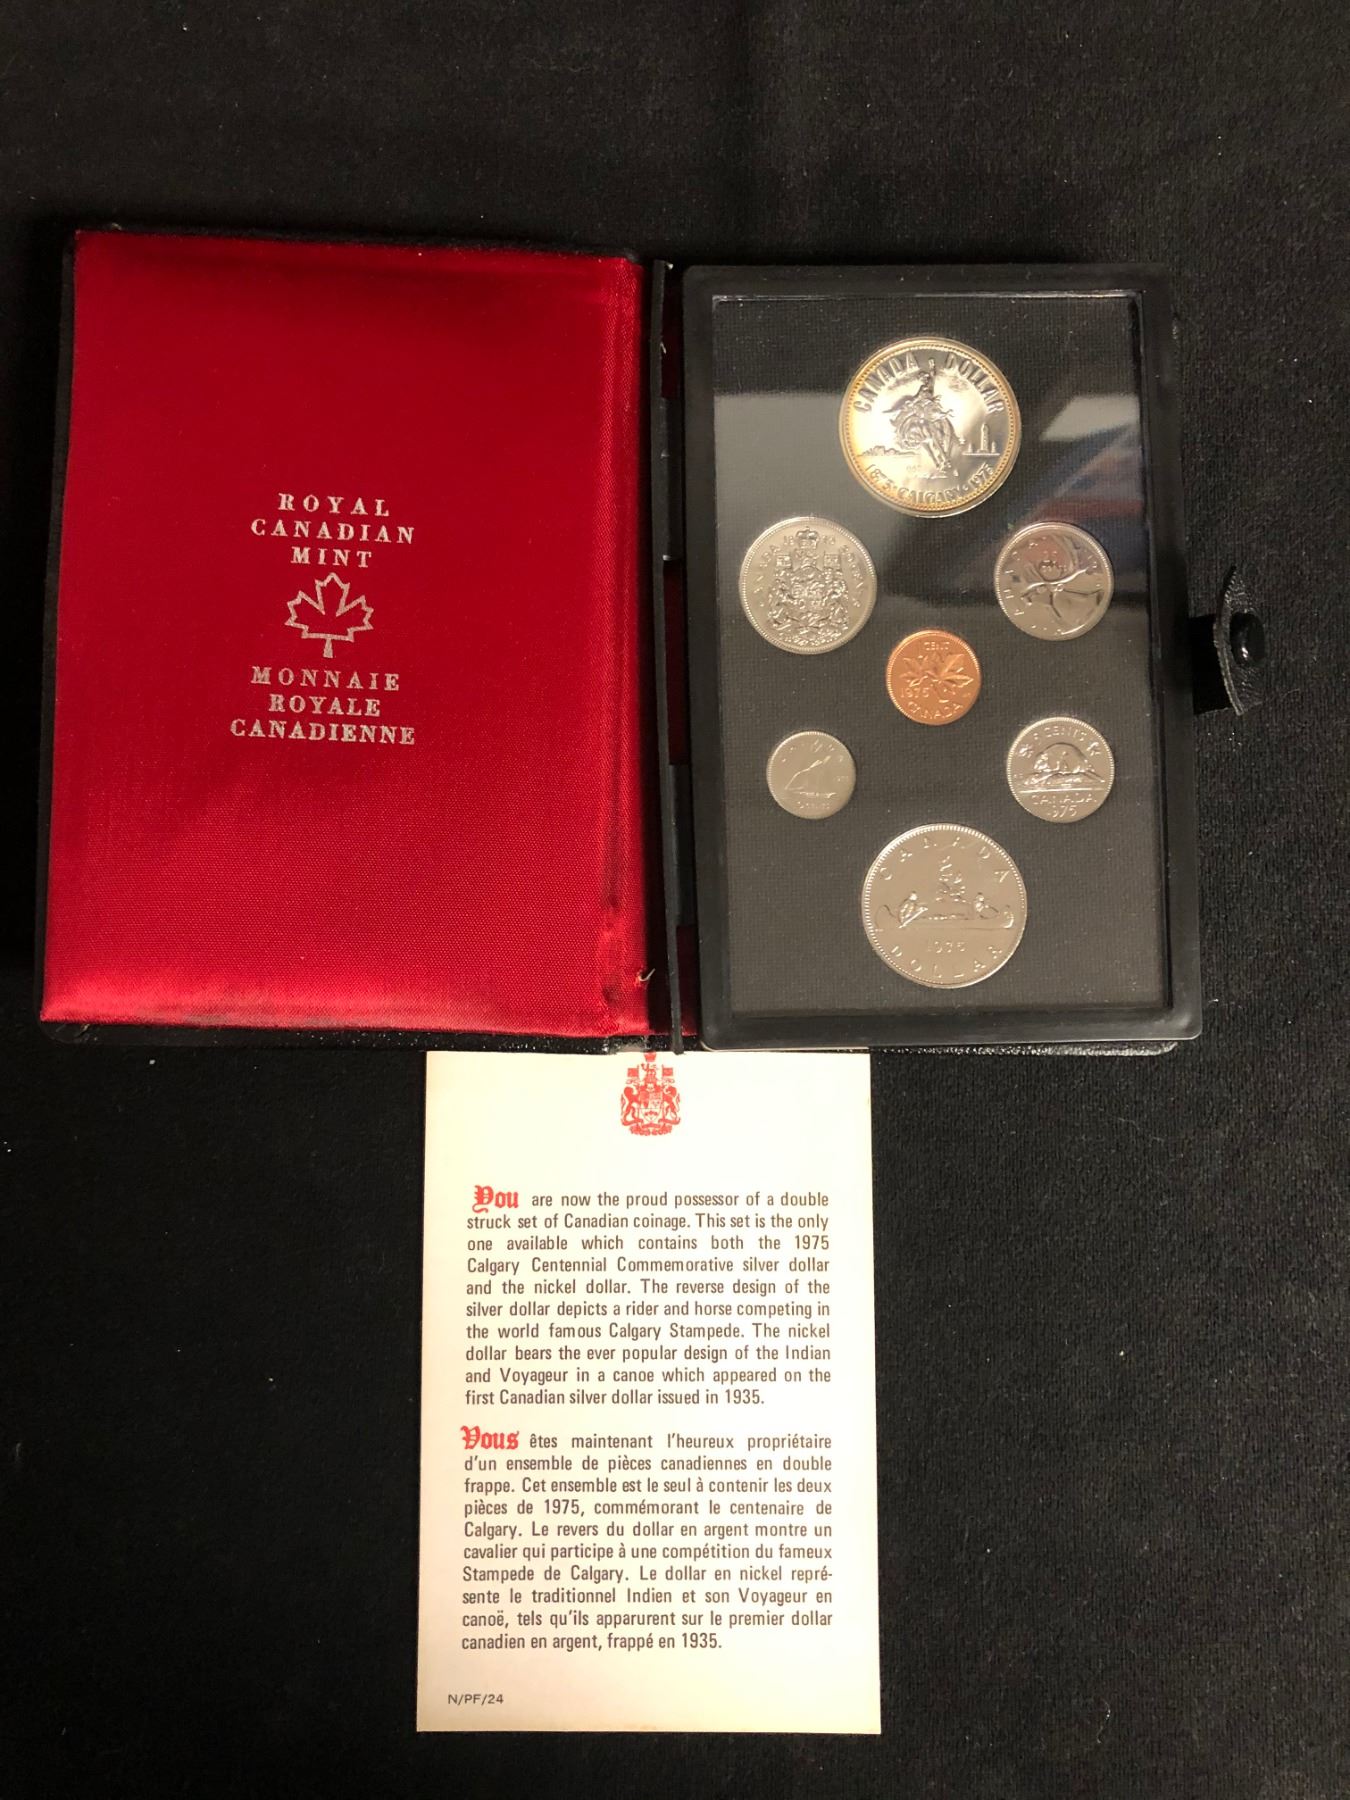 ROYAL
CANADIAN
MINT
MONNAIE
ROYALE
CANADIENNE
CANADA DOLLAR
1875 · CALGARY · 1975
CENT
1975
CANADA
5 CENTS
CANADA
1975
CANADA
1975
DOLLAR
You are now the proud possessor of a double
struck set of Canadian coinage. This set is the only
one available which contains both the 1975
Calgary Centennial Commemorative silver dollar
and the nickel dollar. The reverse design of the
silver dollar depicts a rider and horse competing in
the world famous Calgary Stampede. The nickel
dollar bears the ever popular design of the Indian
and Voyageur in a canoe which appeared on the
first Canadian silver dollar issued in 1935.
Vous êtes maintenant l'heureux propriétaire
d'un ensemble de pièces canadiennes en double
frappe. Cet ensemble est le seul à contenir les deux
pièces de 1975, commémorant le centenaire de
Calgary. Le revers du dollar en argent montre un
cavalier qui participe à une compétition du fameux
Stampede de Calgary. Le dollar en nickel repré-
sente le traditionnel Indien et son Voyageur en
canoë, tels qu'ils apparurent sur le premier dollar
canadien en argent, frappé en 1935.
N/PF/24